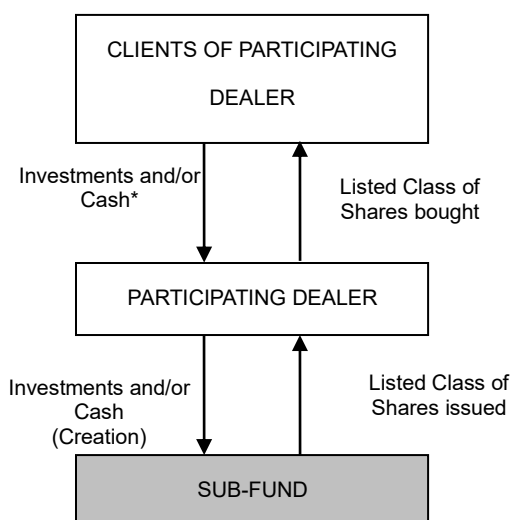 CLIENTS OF PARTICIPATING
DEALER
Investments and/or
Cash*
Listed Class of
Shares bought
PARTICIPATING DEALER
Investments and/or
Cash
(Creation)
Listed Class of
Shares issued
SUB-FUND